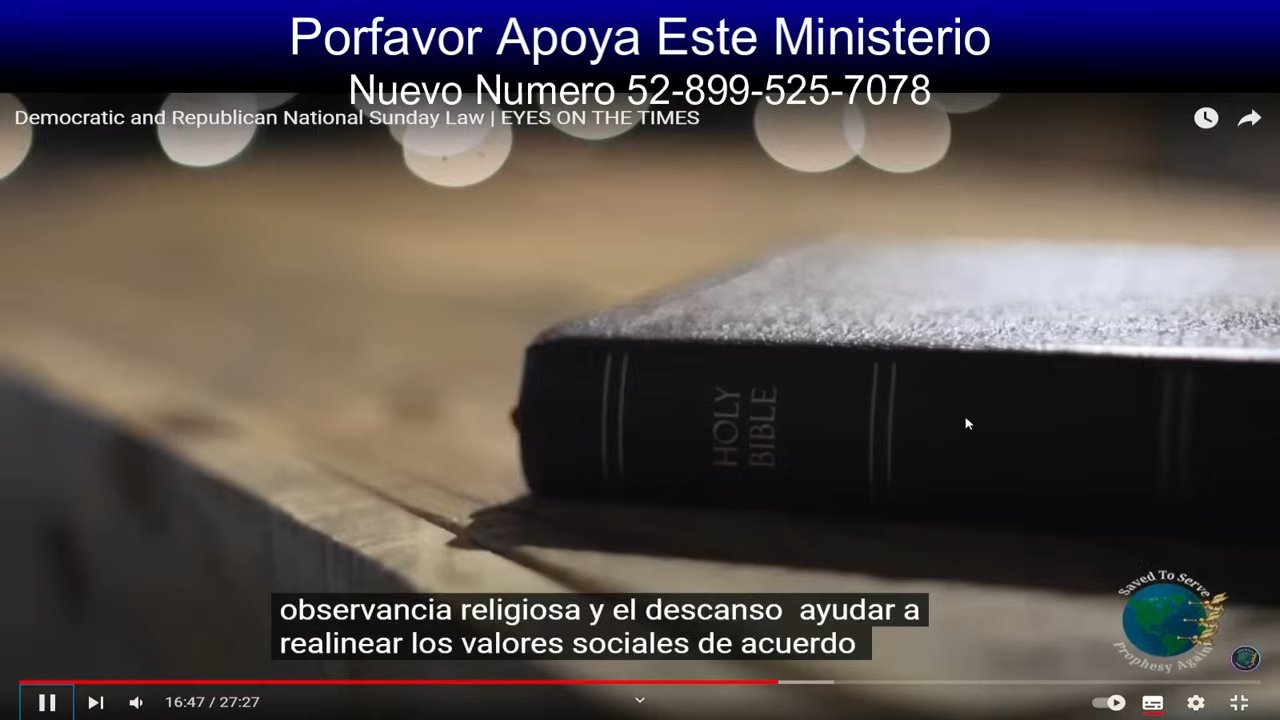 Porfavor Apoya Este Ministerio
Nuevo Numero 52-899-525-7078
Democratic and Republican National Sunday Law | EYES ON THE TIMES
HOLY
BIBLE
observancia religiosa y el descanso ayudar a
realinear los valores sociales de acuerdo
Saved To Serve
Prophesy Again
16:47 / 27:27